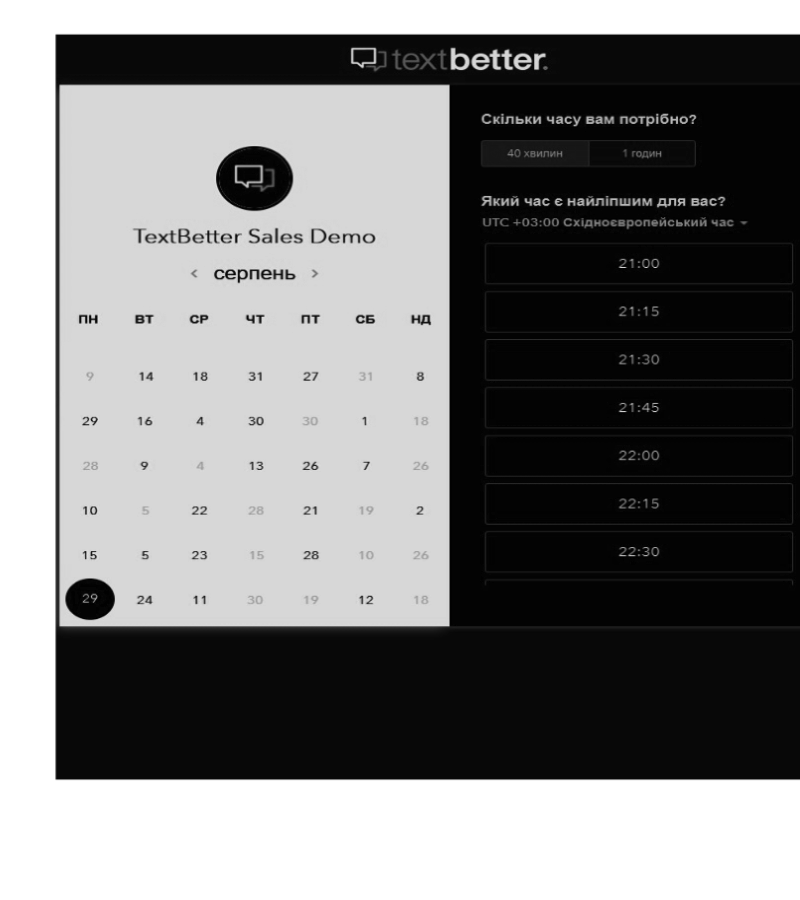 textbetter.
TextBetter Sales Demo
< серпень >
ПН ВТ СР ЧТ ПТ СБ НД
9 14 18 31 27 31 8
29 16 4 30 30 1 18
28 9 4 13 26 7 26
10 5 22 28 21 19 2
15 5 23 15 28 10 26
29 24 11 30 19 12 18
Скільки часу вам потрібно?
40 хвилин 1 годин
Який час є найліпшим для вас?
UTC +03:00 Східноєвропейський час
21:00
21:15
21:30
21:45
22:00
22:15
22:30